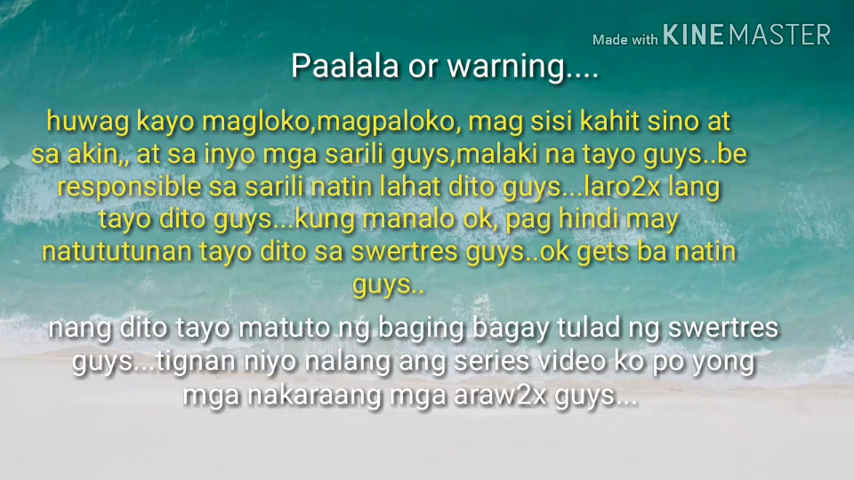 Made with KINEMASTER
Paalala or warning....
huwag kayo magloko,magpaloko, mag sisi kahit sino at
sa akin,, at sa inyo mga sarili guys,malaki na tayo guys..be
responsible sa sarili natin lahat dito guys...laro2x lang
tayo dito guys...kung manalo ok, pag hindi may
natututunan tayo dito sa swertres guys..ok gets ba natin
guys..
nang dito tayo matuto ng baging bagay tulad ng swertres
guys...tignan niyo nalang ang series video ko po yong
mga nakaraang mga araw2x guys...